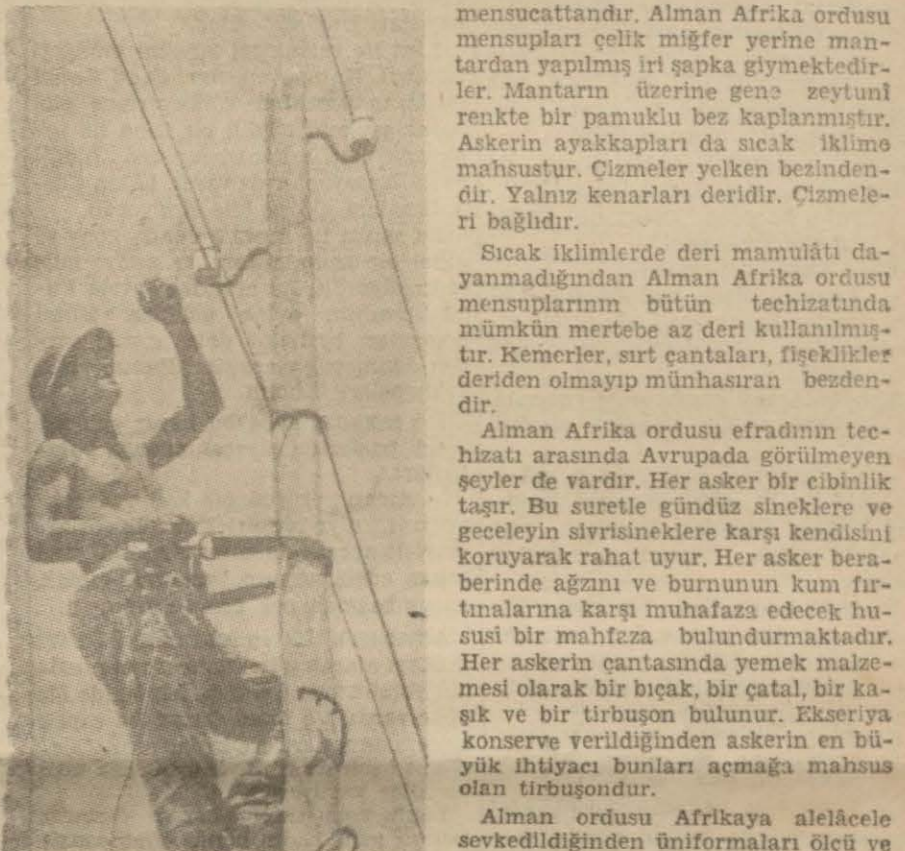 mensucattandır. Alman Afrika ordusu
mensupları çelik miğfer yerine man-
tardan yapılmış iri şapka giymektedir-
ler. Mantarın üzerine gene zeytunî
renkte bir pamuklu bez kaplanmıştır.
Askerin ayakkapları da sıcak iklime
mahsustur. Çizmeler yelken bezinden-
dir. Yalnız kenarları deridir. Çizmele-
ri bağlıdır.
Sıcak iklimlerde deri mamulâtı da-
yanmadığından Alman Afrika ordusu
mensuplarının bütün techizatında
mümkün mertebe az deri kullanılmış-
tır. Kemerler, sırt çantaları, fişeklikler
deriden olmayıp münhasıran bezden-
dir.
Alman Afrika ordusu efradının tec-
hizatı arasında Avrupada görülmeyen
şeyler de vardır. Her asker bir cibinlik
taşır. Bu suretle gündüz sineklere ve
geceleyin sivrisineklere karşı kendisini
koruyarak rahat uyur. Her asker bera-
berinde ağzını ve burnunun kum fır-
tınalarına karşı muhafaza edecek hu-
susi bir mahfaza bulundurmaktadır.
Her askerin çantasında yemek malze-
mesi olarak bir bıçak, bir çatal, bir ka-
şık ve bir tirbuşon bulunur. Ekseriya
konserve verildiğinden askerin en bü-
yük ihtiyacı bunları açmağa mahsus
olan tirbuşondur.
Alman ordusu Afrikaya alelâcele
sevkedildiğinden üniformaları ölçü ve